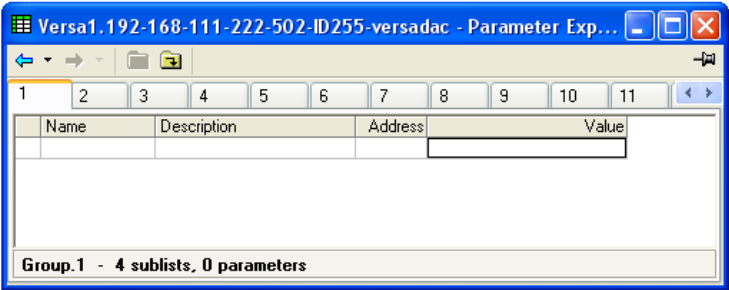 Versa1.192-168-111-222-502-ID255-versadac - Parameter Exp...
1 2 3 4 5 6 7 8 9 10 11
Name Description Address Value
Group.1 - 4 sublists, 0 parameters